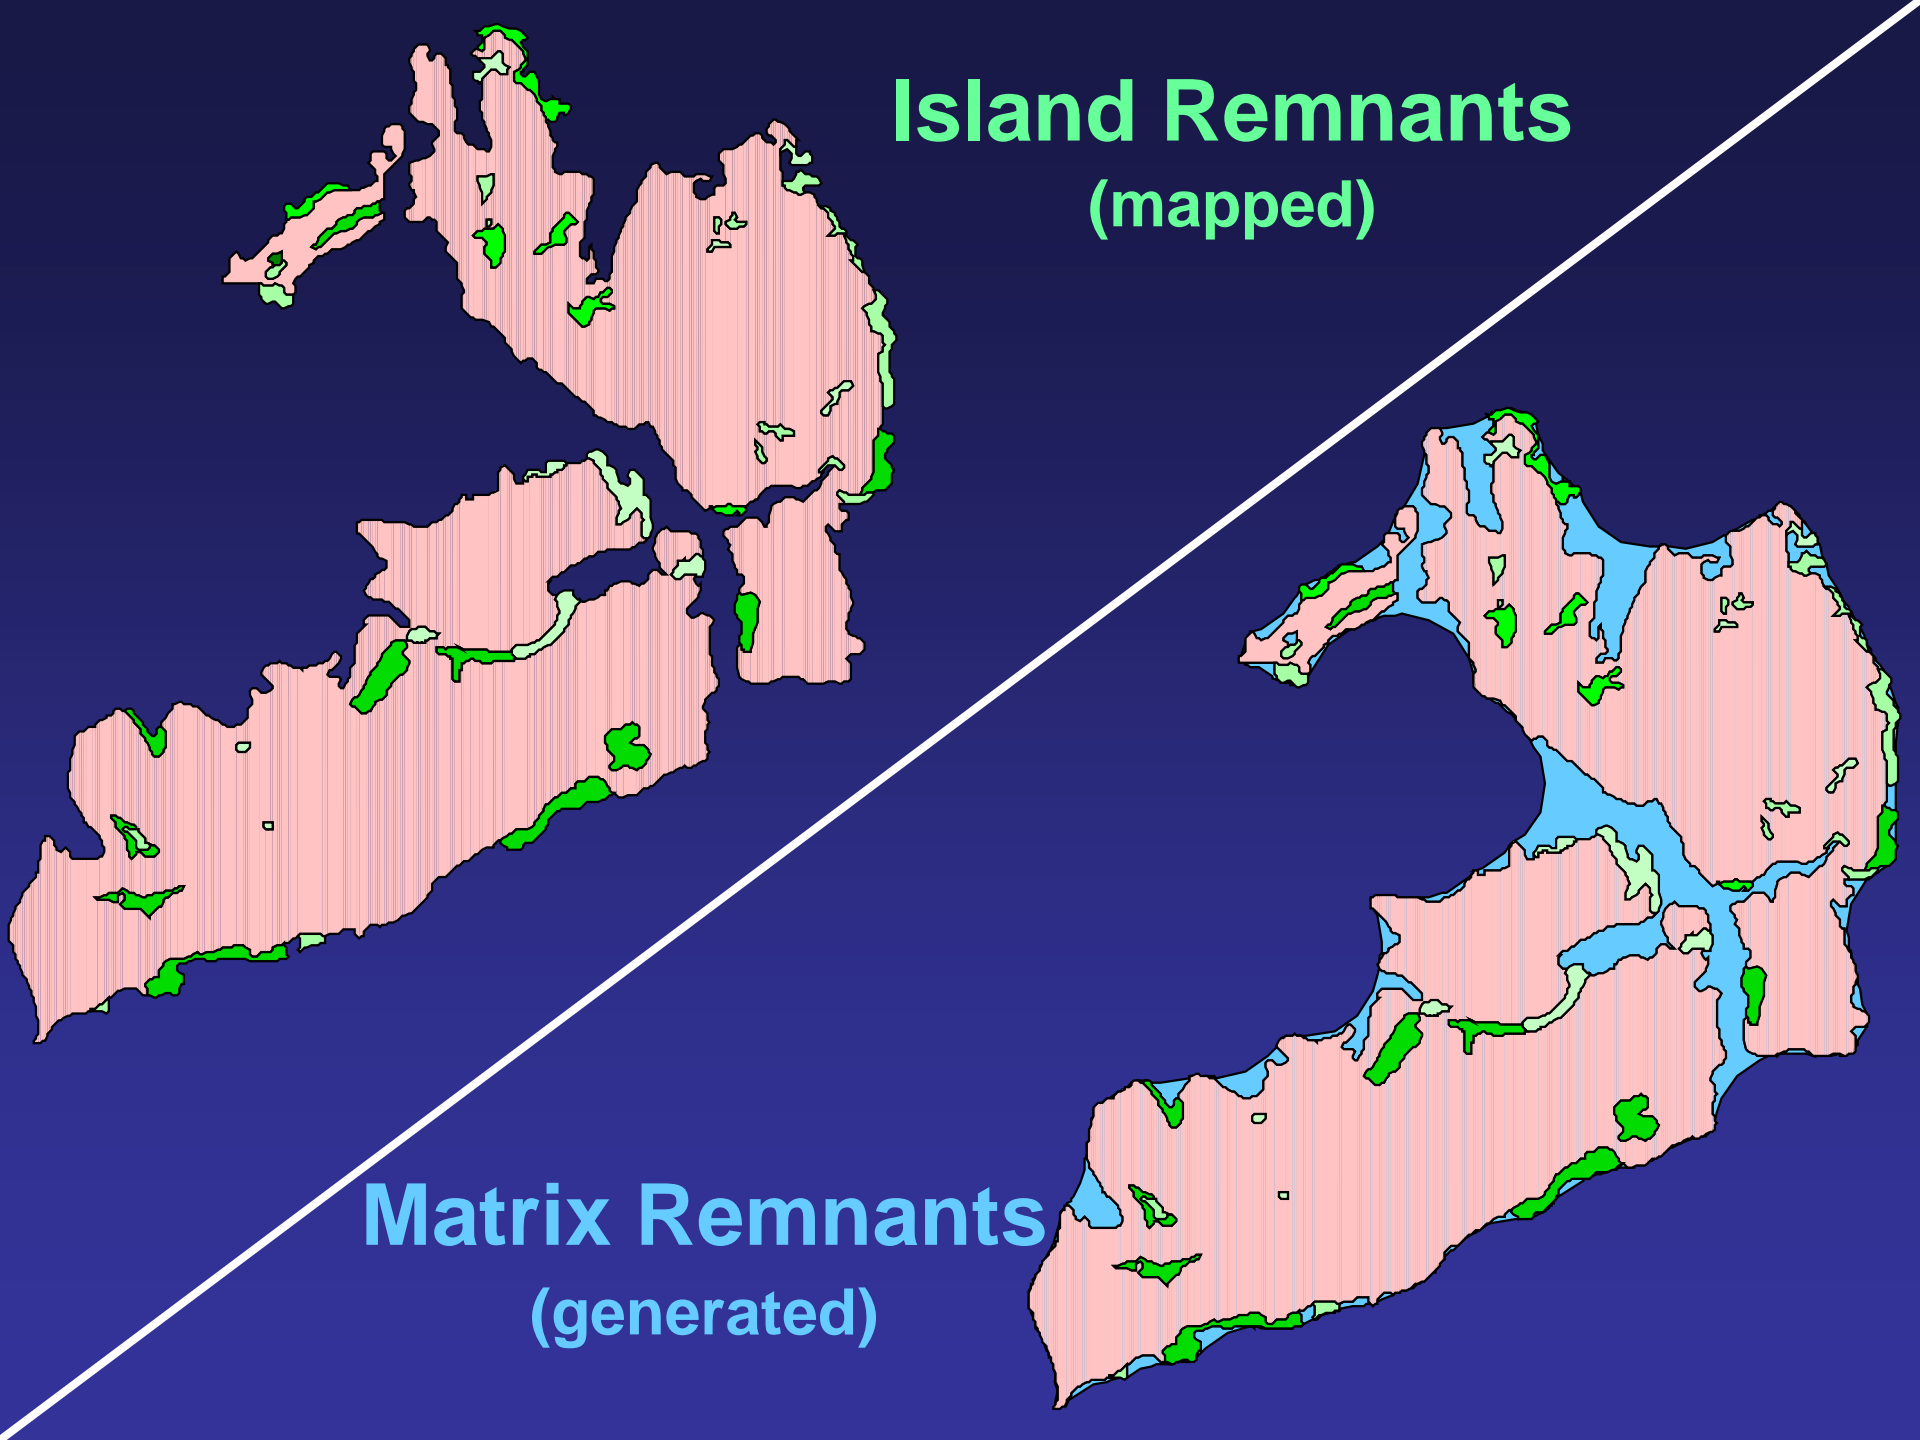 Island Remnants
(mapped)
Matrix Remnants
(generated)